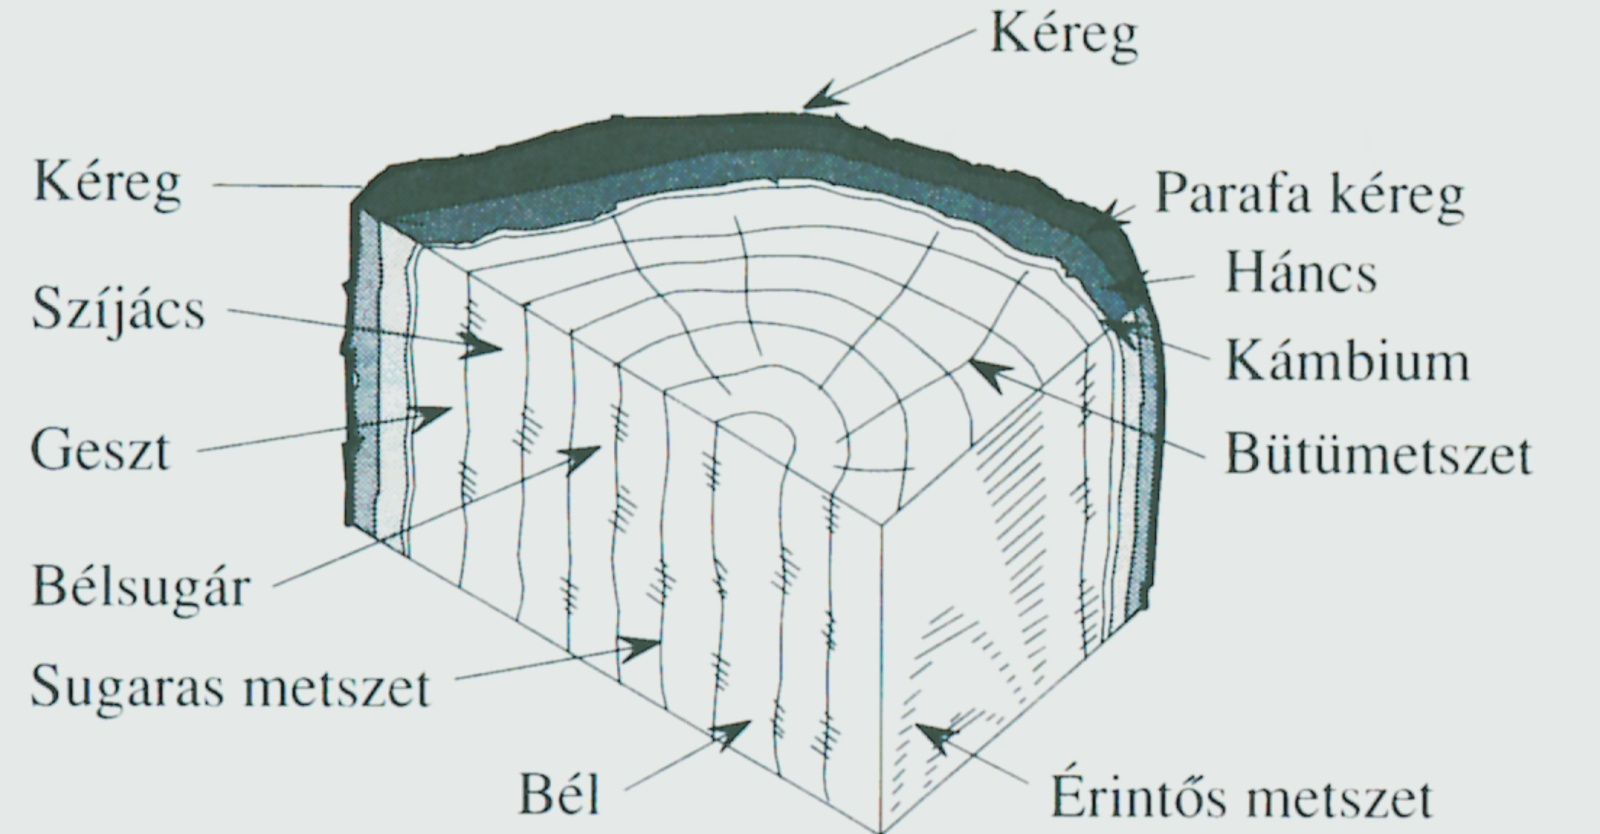 Kéreg
Kéreg
Parafa kéreg
Háncs
Szíjács
Kámbium
Geszt
Bütümetszet
Bélsugár
Sugaras metszet
Bél
Érintős metszet